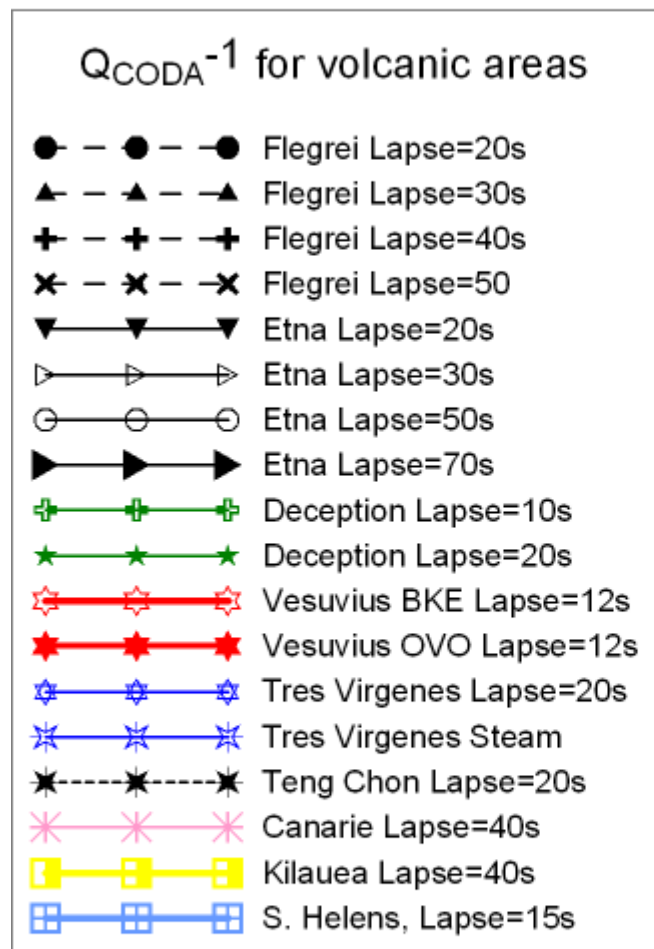 QCODA-1 for volcanic areas
Flegrei Lapse=20s
Flegrei Lapse=30s
Flegrei Lapse=40s
Flegrei Lapse=50
Etna Lapse=20s
Etna Lapse=30s
Etna Lapse=50s
Etna Lapse=70s
Deception Lapse=10s
Deception Lapse=20s
Vesuvius BKE Lapse=12s
Vesuvius OVO Lapse=12s
Tres Virgenes Lapse=20s
Tres Virgenes Steam
Teng Chon Lapse=20s
Canarie Lapse=40s
Kilauea Lapse=40s
S. Helens, Lapse=15s